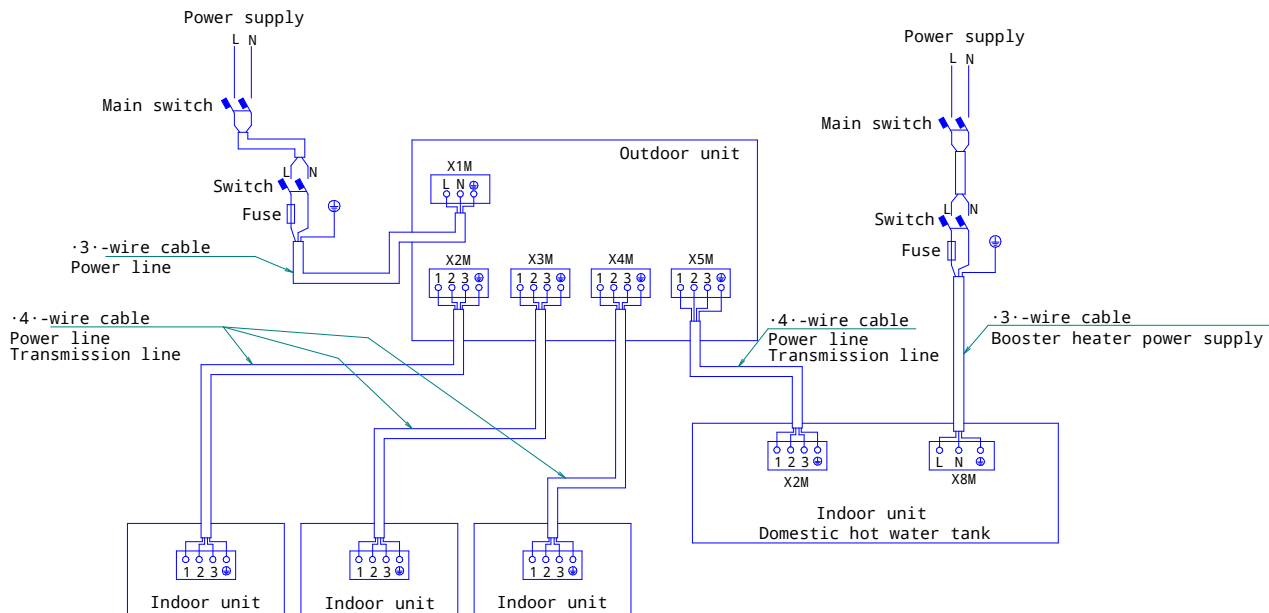 Power supply
L N
Main switch
L N
Switch
Fuse
·3·-wire cable
Power line
Outdoor unit
X1M
L N
X2M
1 2 3
X3M
1 2 3
X4M
1 2 3
X5M
1 2 3
·4·-wire cable
Power line
Transmission line
·4·-wire cable
Power line
Transmission line
Power supply
L N
Main switch
L N
Switch
Fuse
·3·-wire cable
Booster heater power supply
1 2 3
X2M
L N
X8M
Indoor unit
Domestic hot water tank
1 2 3
Indoor unit
1 2 3
Indoor unit
1 2 3
Indoor unit